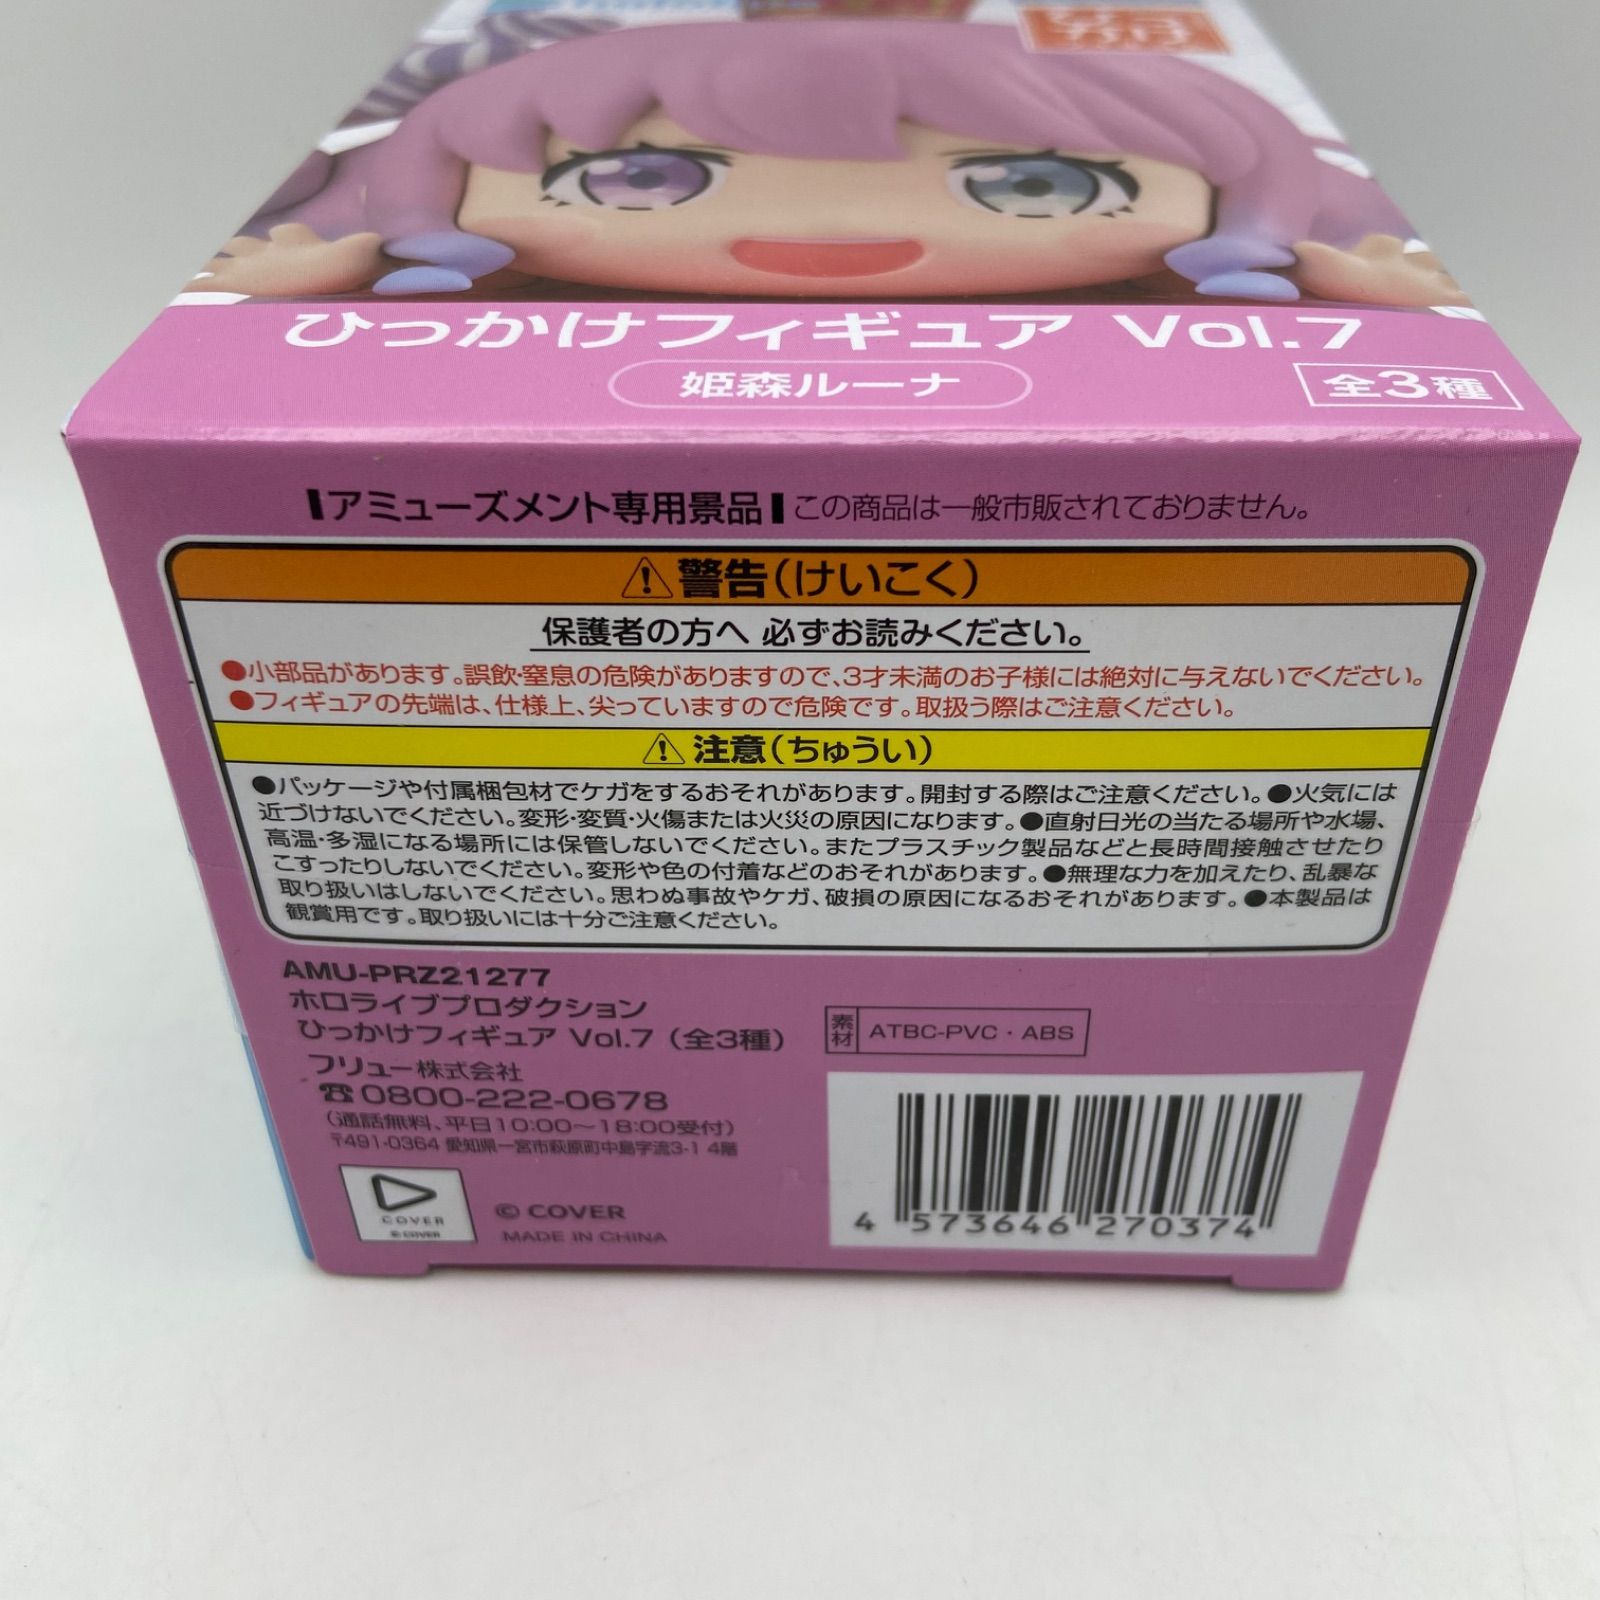 ひっかけフィギュア Vol.7
姫森ルーナ
全3種
アミューズメント専用景品 この商品は一般市販されておりません。
⚠警告(けいこく)
保護者の方へ 必ずお読みください。
●小部品があります。誤飲・窒息の危険がありますので、3才未満のお子様には絶対に与えないでください。
●フィギュアの先端は、仕様上、尖っていますので危険です。取扱う際はご注意ください。
⚠注意(ちゅうい)
●パッケージや付属梱包材でケガをするおそれがあります。開封する際はご注意ください。●火気には
近づけないでください。変形・変質・火傷または火災の原因になります。●直射日光の当たる場所や水場、
高温・多湿になる場所には保管しないでください。またプラスチック製品などと長時間接触させたり
こすったりしないでください。変形や色の付着などのおそれがあります。●無理な力を加えたり、乱暴な
取り扱いはしないでください。思わぬ事故やケガ、破損の原因になるおそれがあります。●本製品は
観賞用です。取り扱いには十分ご注意ください。
AMU-PRZ21277
ホロライブプロダクション
ひっかけフィギュア Vol.7 (全3種)
フリュー株式会社
☎0800-222-0678
(通話無料、平日10:00〜18:00受付)
〒491-0364 愛知県一宮市萩原町中島字流3-1 4階
素材 ATBC-PVC・ABS
COVER
© COVER
© COVER
MADE IN CHINA
4 573646 270374